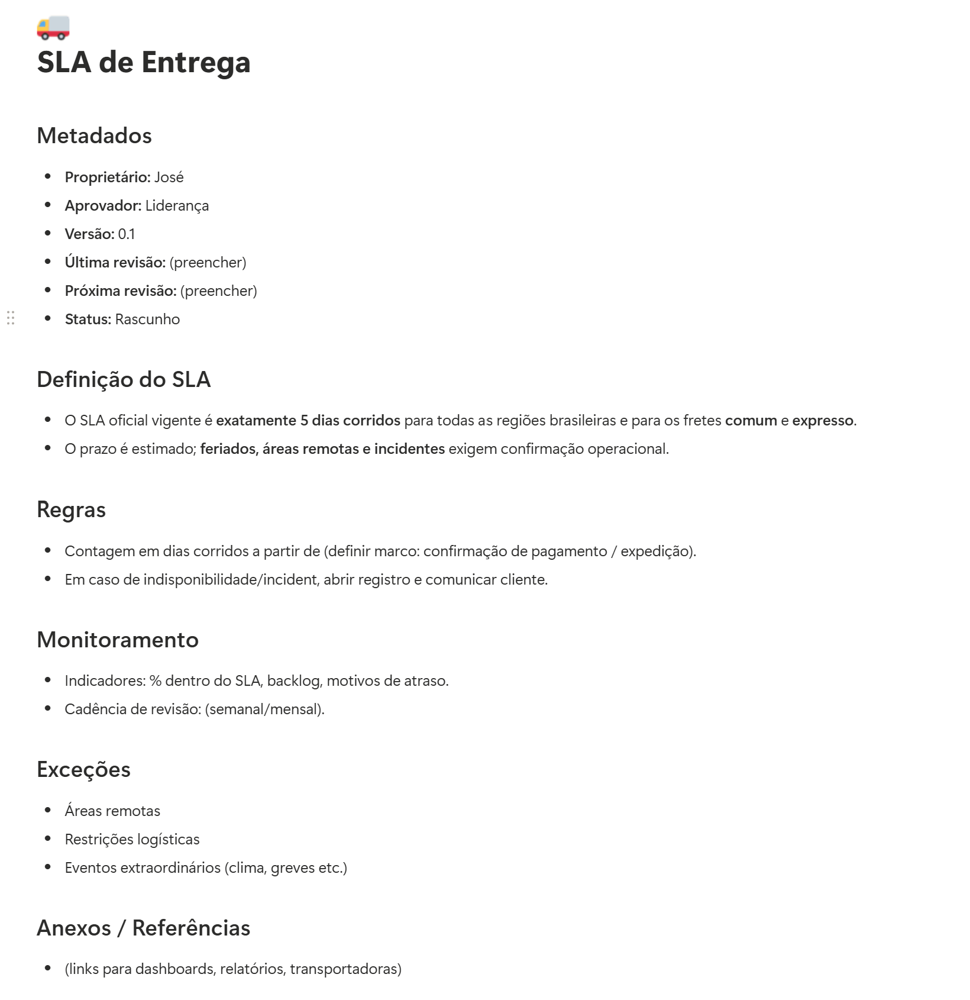 SLA de Entrega
Metadados
Proprietário: José
Aprovador: Liderança
Versão: 0.1
Última revisão: (preencher)
Próxima revisão: (preencher)
Status: Rascunho
Definição do SLA
O SLA oficial vigente é exatamente 5 dias corridos para todas as regiões brasileiras e para os fretes comum e expresso.
O prazo é estimado; feriados, áreas remotas e incidentes exigem confirmação operacional.
Regras
Contagem em dias corridos a partir de (definir marco: confirmação de pagamento / expedição).
Em caso de indisponibilidade/incident, abrir registro e comunicar cliente.
Monitoramento
Indicadores: % dentro do SLA, backlog, motivos de atraso.
Cadência de revisão: (semanal/mensal).
Exceções
Áreas remotas
Restrições logísticas
Eventos extraordinários (clima, greves etc.)
Anexos / Referências
(links para dashboards, relatórios, transportadoras)